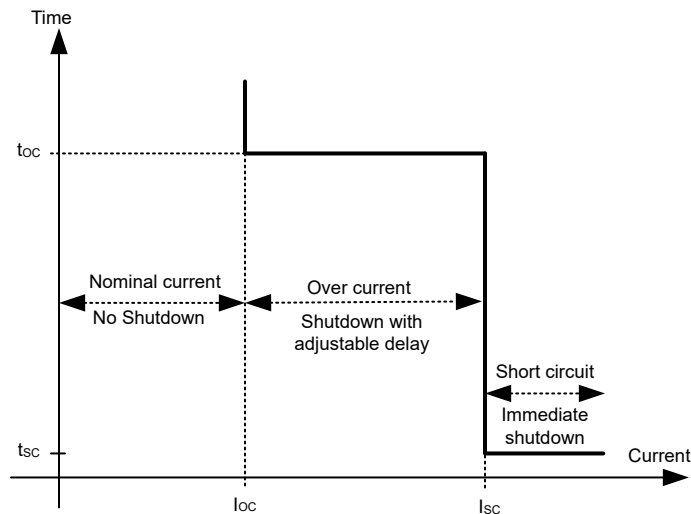 Time
tOC
Nominal current
No Shutdown
Over current
Shutdown with
adjustable delay
Short circuit
Immediate
shutdown
tSC
Current
IOC
ISC